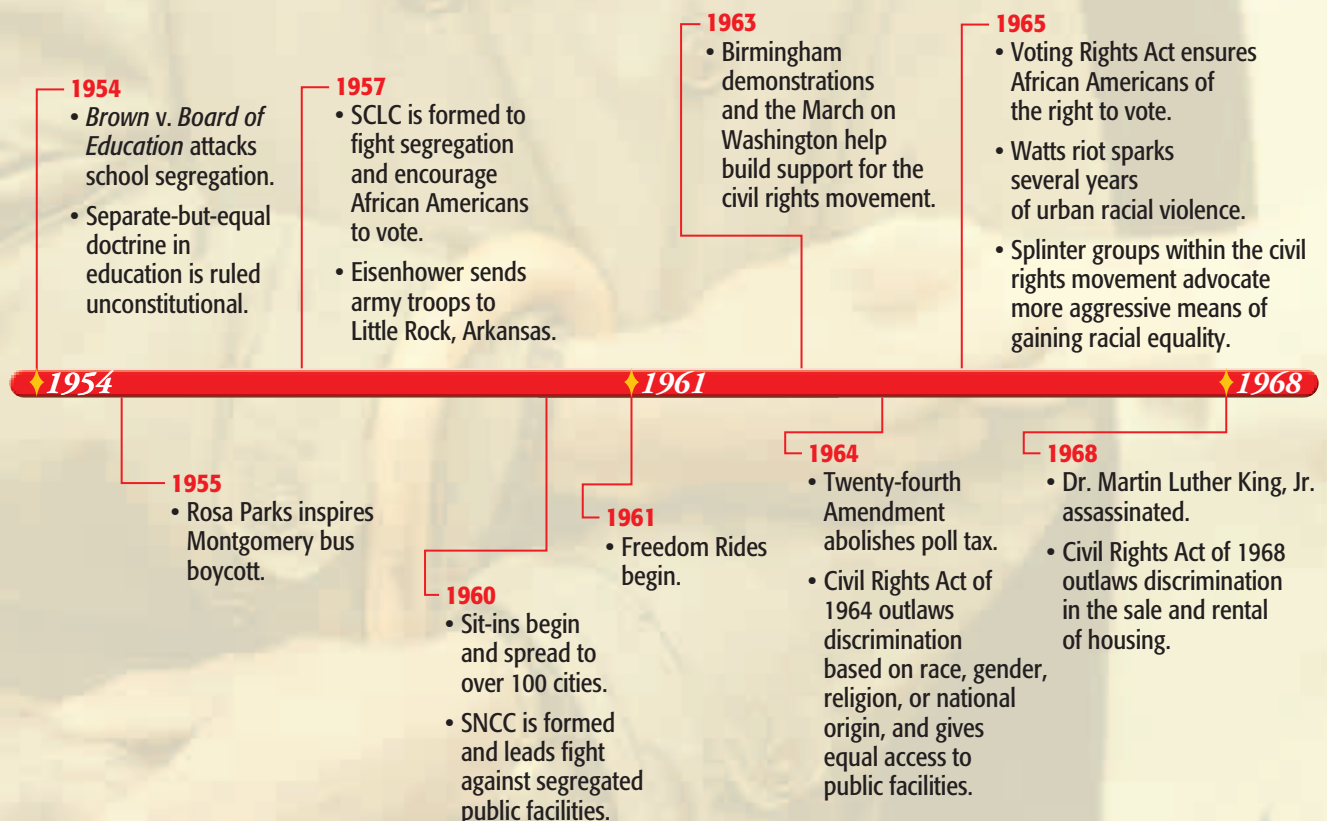 1954
• Brown v. Board of
Education attacks
school segregation.
• Separate-but-equal
doctrine in
education is ruled
unconstitutional.
1957
• SCLC is formed to
fight segregation
and encourage
African Americans
to vote.
• Eisenhower sends
army troops to
Little Rock, Arkansas.
1963
• Birmingham
demonstrations
and the March on
Washington help
build support for the
civil rights movement.
1965
• Voting Rights Act ensures
African Americans of
the right to vote.
• Watts riot sparks
several years
of urban racial violence.
• Splinter groups within the civil
rights movement advocate
more aggressive means of
gaining racial equality.
1954
1961
1968
1955
• Rosa Parks inspires
Montgomery bus
boycott.
1960
• Sit-ins begin
and spread to
over 100 cities.
• SNCC is formed
and leads fight
against segregated
public facilities.
1961
• Freedom Rides
begin.
1964
• Twenty-fourth
Amendment
abolishes poll tax.
• Civil Rights Act of
1964 outlaws
discrimination
based on race, gender,
religion, or national
origin, and gives
equal access to
public facilities.
1968
• Dr. Martin Luther King, Jr.
assassinated.
• Civil Rights Act of 1968
outlaws discrimination
in the sale and rental
of housing.